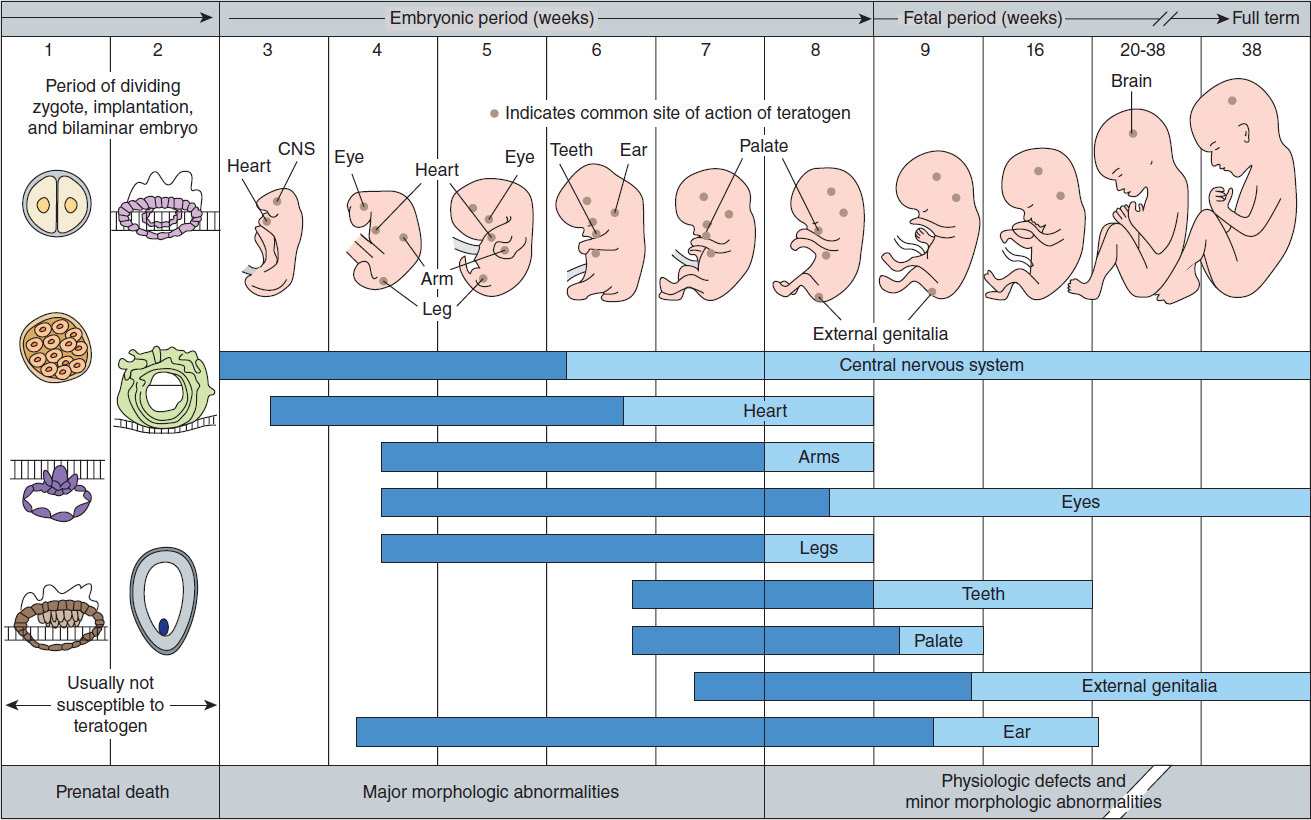 Embryonic period (weeks)
Fetal period (weeks)
Full term
1
2
3
4
5
6
7
8
9
16
20-38
38
Period of dividing
zygote, implantation,
and bilaminar embryo
Indicates common site of action of teratogen
Brain
Heart
CNS
Eye
Heart
Eye
Teeth
Ear
Palate
Arm
Leg
External genitalia
Central nervous system
Heart
Arms
Eyes
Legs
Teeth
Palate
External genitalia
Ear
Usually not
susceptible to
teratogen
Prenatal death
Major morphologic abnormalities
Physiologic defects and
minor morphologic abnormalities